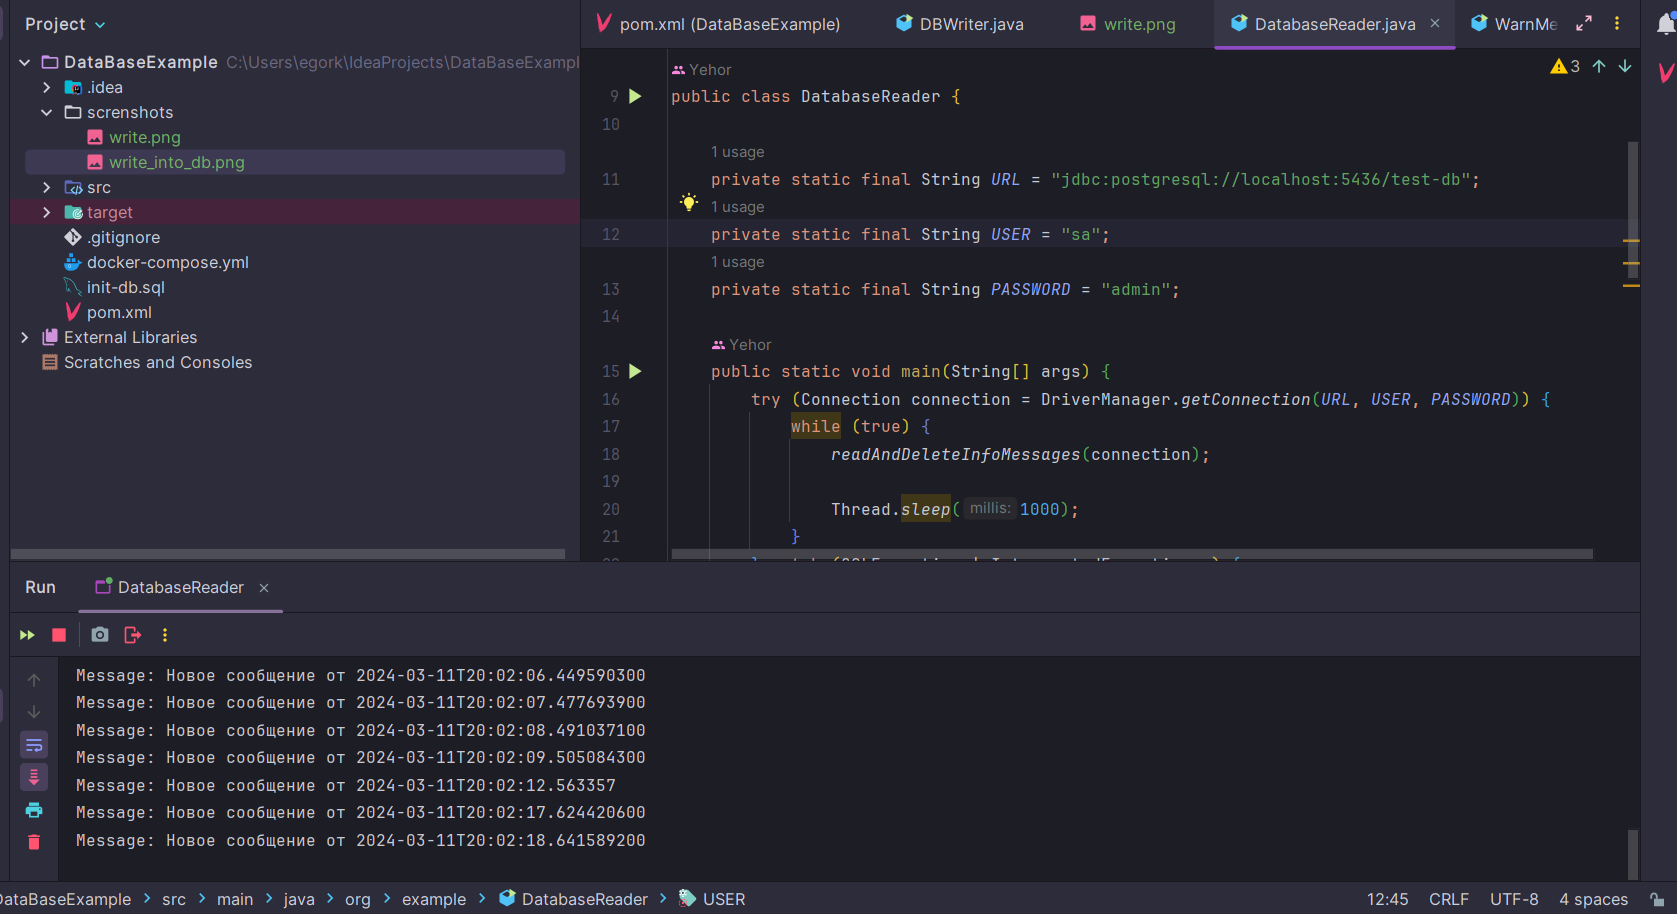 Project
DataBaseExample C:\Users\egork\IdeaProjects\DataBaseExampl
.idea
screnshots
write.png
write_into_db.png
src
target
.gitignore
docker-compose.yml
init-db.sql
pom.xml
External Libraries
Scratches and Consoles
pom.xml (DataBaseExample) DBWriter.java write.png DatabaseReader.java WarnMe
3
Yehor
9 public class DatabaseReader {
10
1 usage
11 private static final String URL = "jdbc:postgresql://localhost:5436/test-db";
1 usage
12 private static final String USER = "sa";
1 usage
13 private static final String PASSWORD = "admin";
14
Yehor
15 public static void main(String[] args) {
16 try (Connection connection = DriverManager.getConnection(URL, USER, PASSWORD)) {
17 while (true) {
18 readAndDeleteInfoMessages(connection);
19
20 Thread.sleep( millis: 1000);
21 }
Run DatabaseReader
Message: Новое сообщение от 2024-03-11T20:02:06.449590300
Message: Новое сообщение от 2024-03-11T20:02:07.477693900
Message: Новое сообщение от 2024-03-11T20:02:08.491037100
Message: Новое сообщение от 2024-03-11T20:02:09.505084300
Message: Новое сообщение от 2024-03-11T20:02:12.563357
Message: Новое сообщение от 2024-03-11T20:02:17.624420600
Message: Новое сообщение от 2024-03-11T20:02:18.641589200
DataBaseExample > src > main > java > org > example > DatabaseReader > USER 12:45 CRLF UTF-8 4 spaces